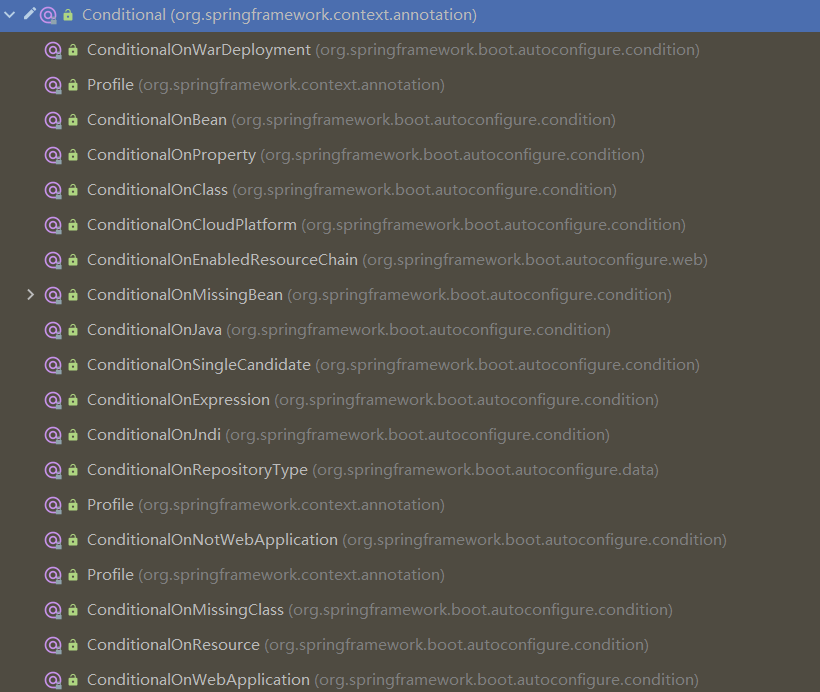 Conditional (org.springframework.context.annotation)
ConditionalOnWarDeployment (org.springframework.boot.autoconfigure.condition)
Profile (org.springframework.context.annotation)
ConditionalOnBean (org.springframework.boot.autoconfigure.condition)
ConditionalOnProperty (org.springframework.boot.autoconfigure.condition)
ConditionalOnClass (org.springframework.boot.autoconfigure.condition)
ConditionalOnCloudPlatform (org.springframework.boot.autoconfigure.condition)
ConditionalOnEnabledResourceChain (org.springframework.boot.autoconfigure.web)
ConditionalOnMissingBean (org.springframework.boot.autoconfigure.condition)
ConditionalOnJava (org.springframework.boot.autoconfigure.condition)
ConditionalOnSingleCandidate (org.springframework.boot.autoconfigure.condition)
ConditionalOnExpression (org.springframework.boot.autoconfigure.condition)
ConditionalOnJndi (org.springframework.boot.autoconfigure.condition)
ConditionalOnRepositoryType (org.springframework.boot.autoconfigure.data)
Profile (org.springframework.context.annotation)
ConditionalOnNotWebApplication (org.springframework.boot.autoconfigure.condition)
Profile (org.springframework.context.annotation)
ConditionalOnMissingClass (org.springframework.boot.autoconfigure.condition)
ConditionalOnResource (org.springframework.boot.autoconfigure.condition)
ConditionalOnWebApplication (org.springframework.boot.autoconfigure.condition)